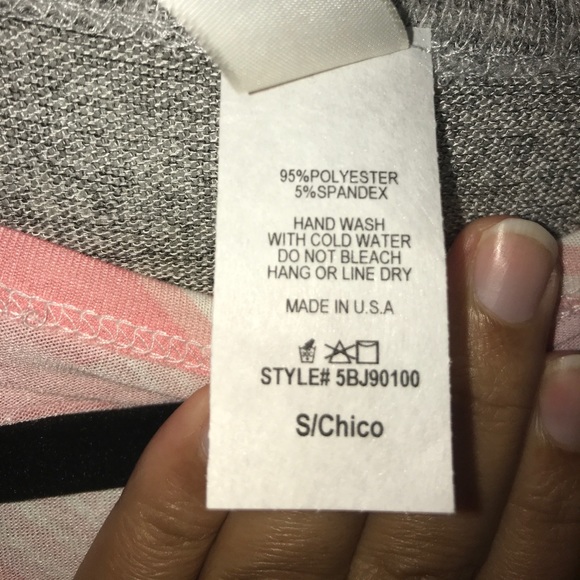 95%POLYESTER
5%SPANDEX
HAND WASH
WITH COLD WATER
DO NOT BLEACH
HANG OR LINE DRY
MADE IN U.S.A
STYLE# 5BJ90100
S/Chico